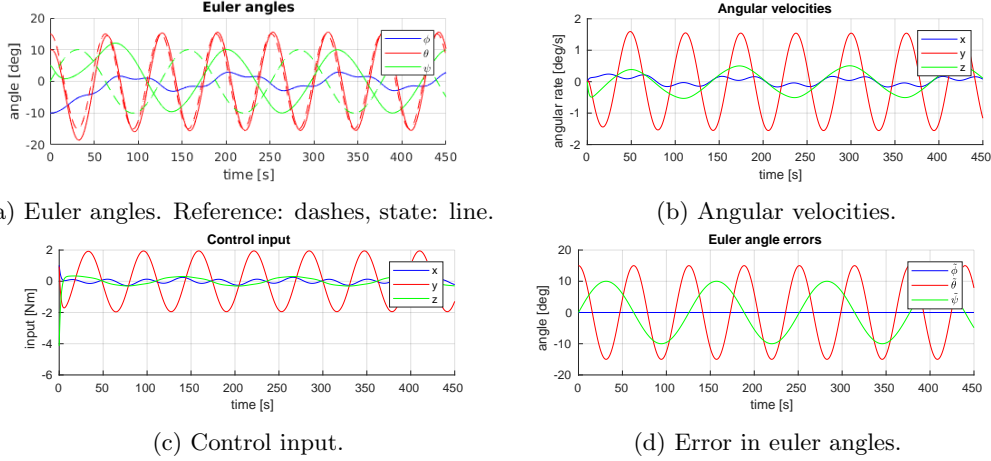 Euler angles
angle [deg]
20
10
0
-10
-20
0 50 100 150 200 250 300 350 400 450
time [s]
ϕ
θ
ψ
a) Euler angles. Reference: dashes, state: line.
Angular velocities
angular rate [deg/s]
2
1
0
-1
-2
0 50 100 150 200 250 300 350 400 450
time [s]
x
y
z
(b) Angular velocities.
Control input
input [Nm]
2
0
-2
-4
-6
0 50 100 150 200 250 300 350 400 450
time [s]
x
y
z
(c) Control input.
Euler angle errors
angle [deg]
20
10
0
-10
-20
0 50 100 150 200 250 300 350 400 450
time [s]
ϕ̃
θ̃
ψ̃
(d) Error in euler angles.